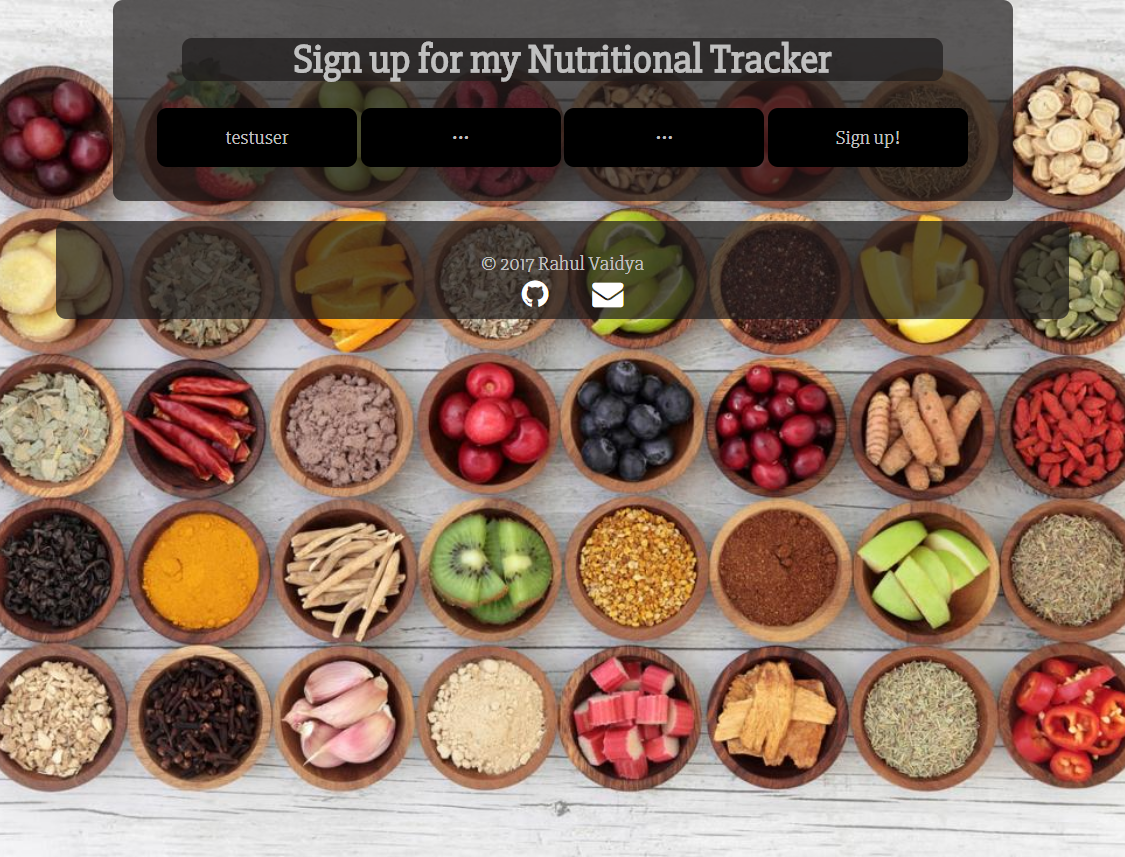 Sign up for my Nutritional Tracker
testuser ··· ··· Sign up!
© 2017 Rahul Vaidya